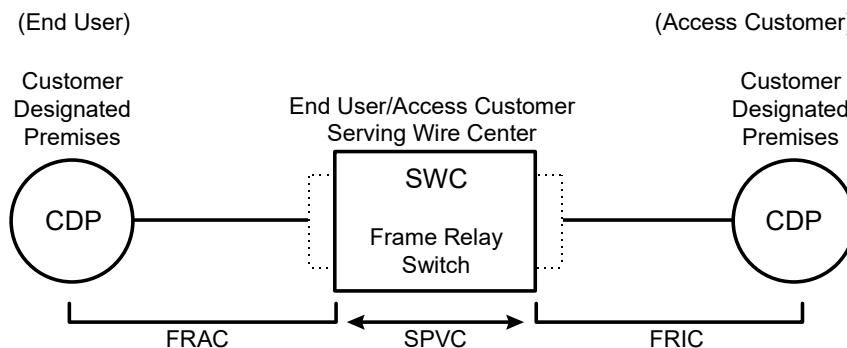 (End User)
(Access Customer)
Customer
Designated
Premises
End User/Access Customer
Serving Wire Center
Customer
Designated
Premises
CDP
SWC
Frame Relay
Switch
CDP
FRAC
SPVC
FRIC